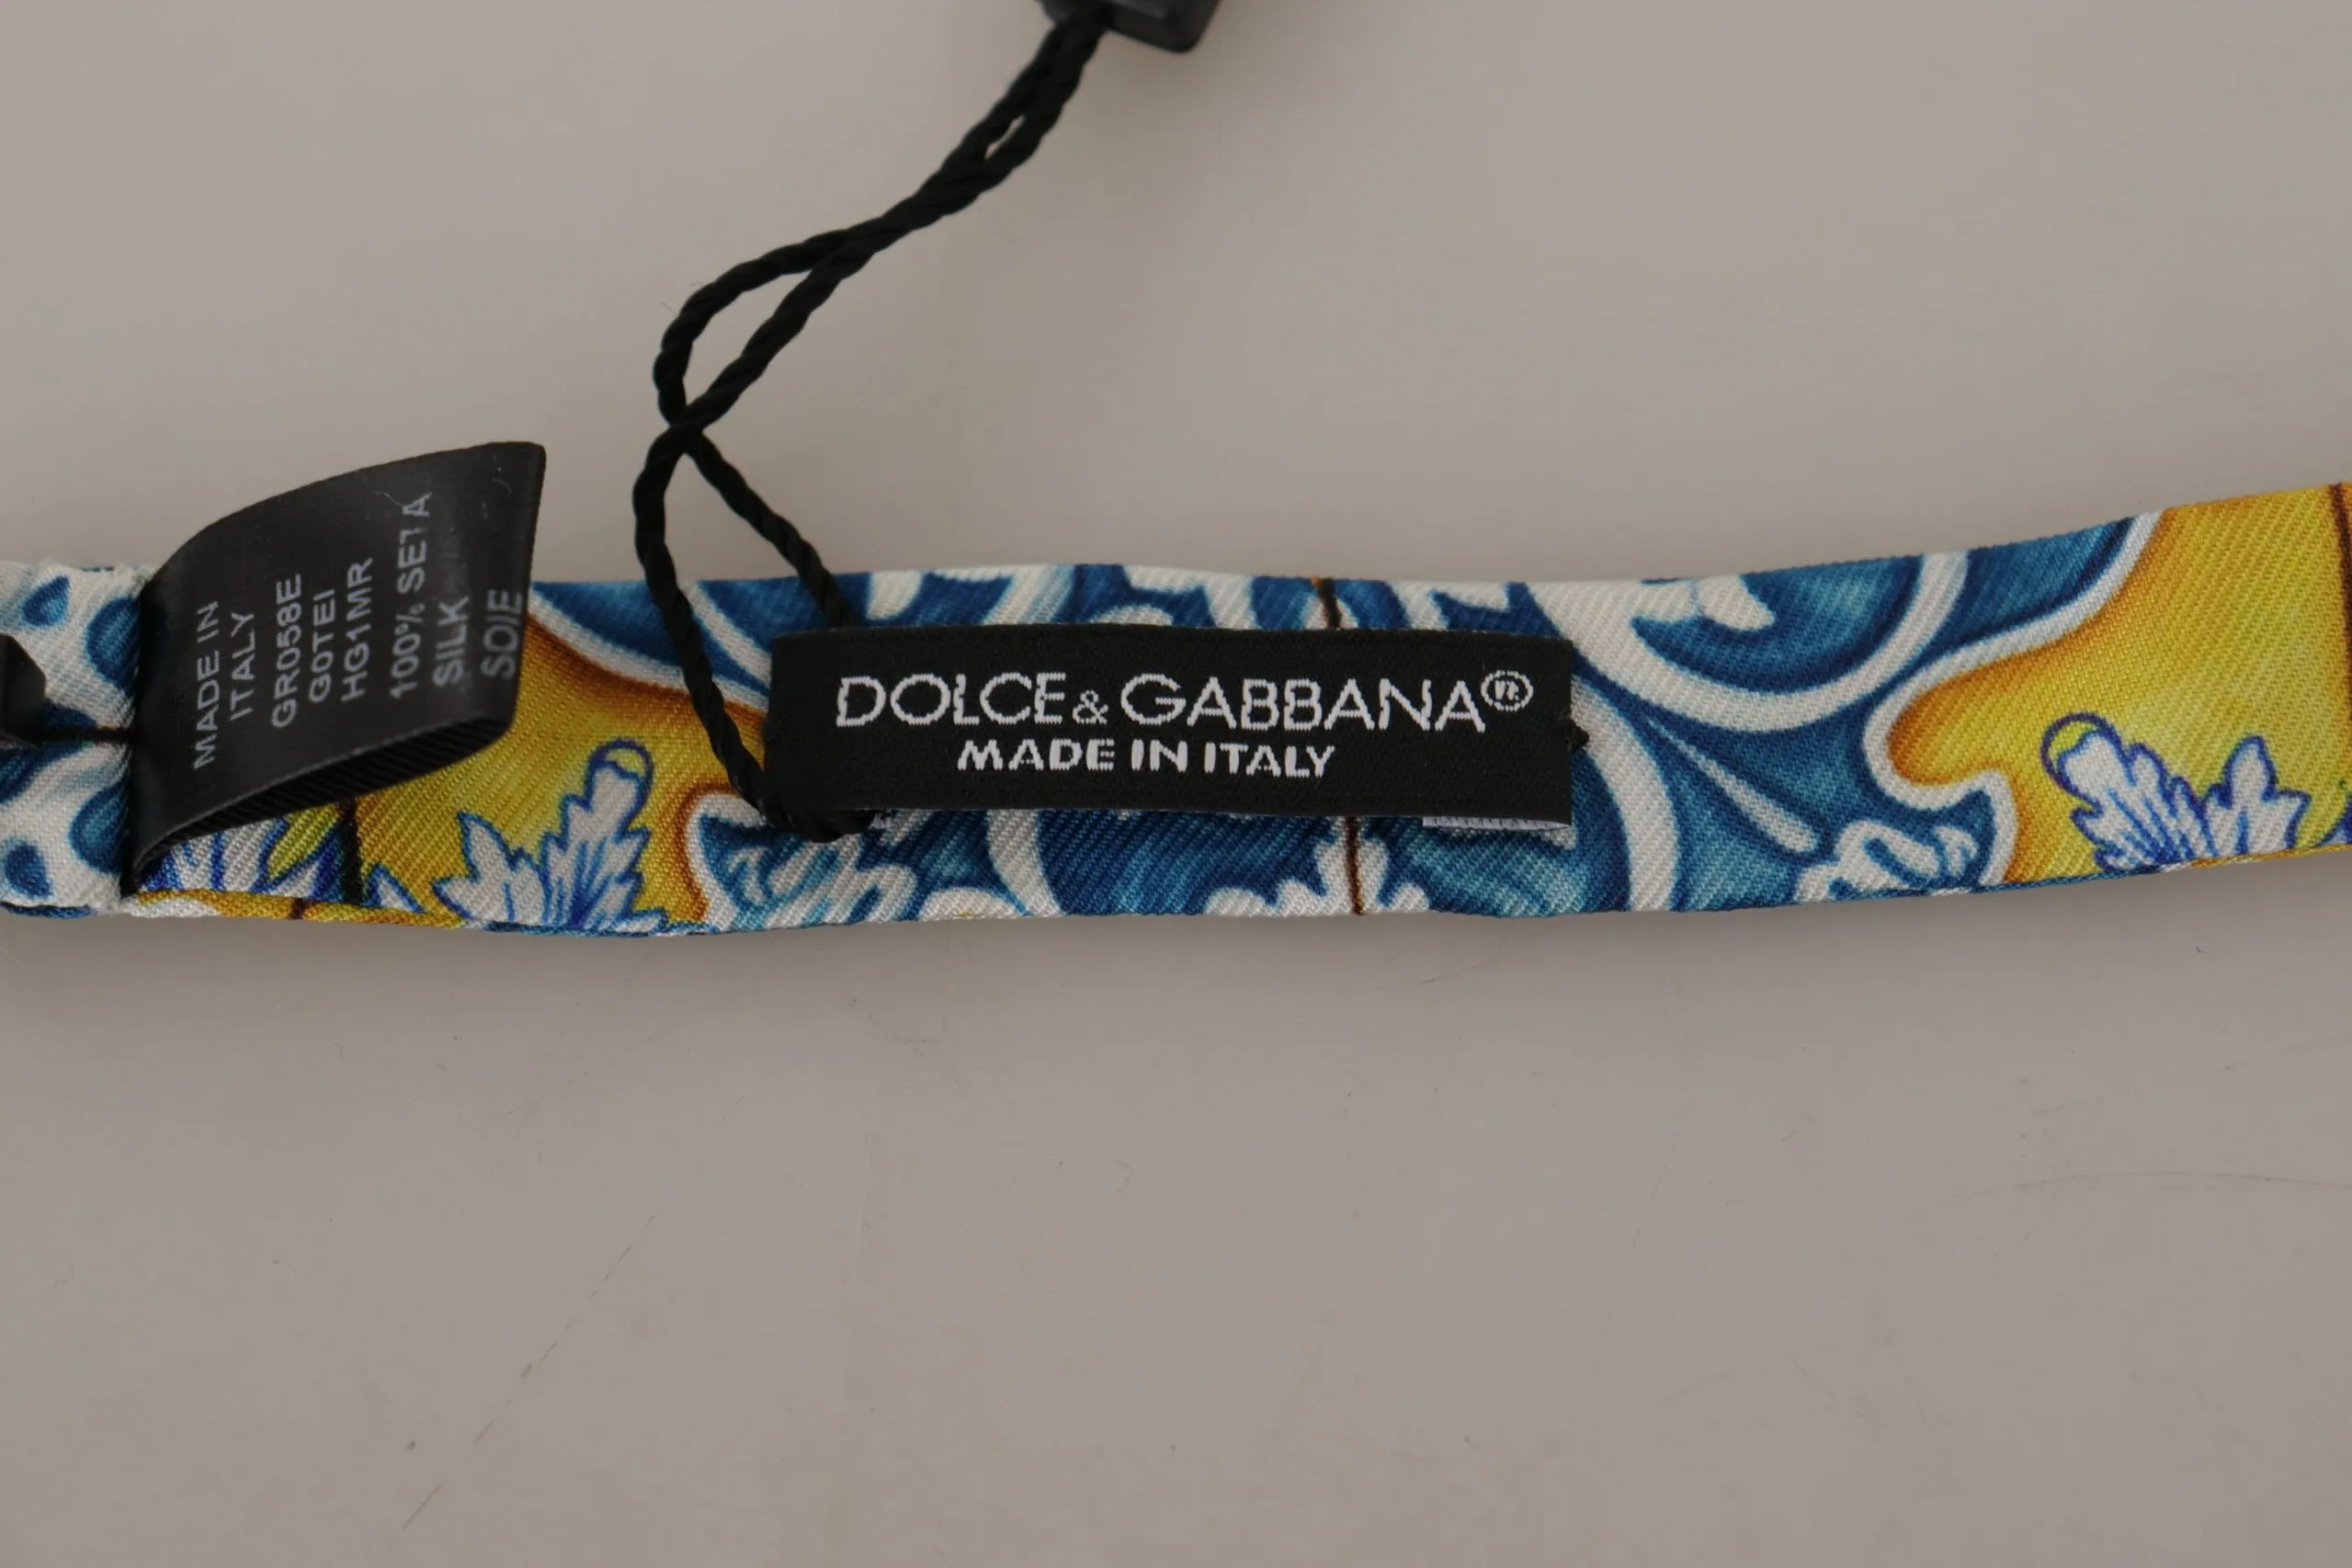 MADE IN
ITALY
GR058E
G0TEI
HG1MR
100% SETA
SILK
SOIE
DOLCE&GABBANA®
MADE IN ITALY